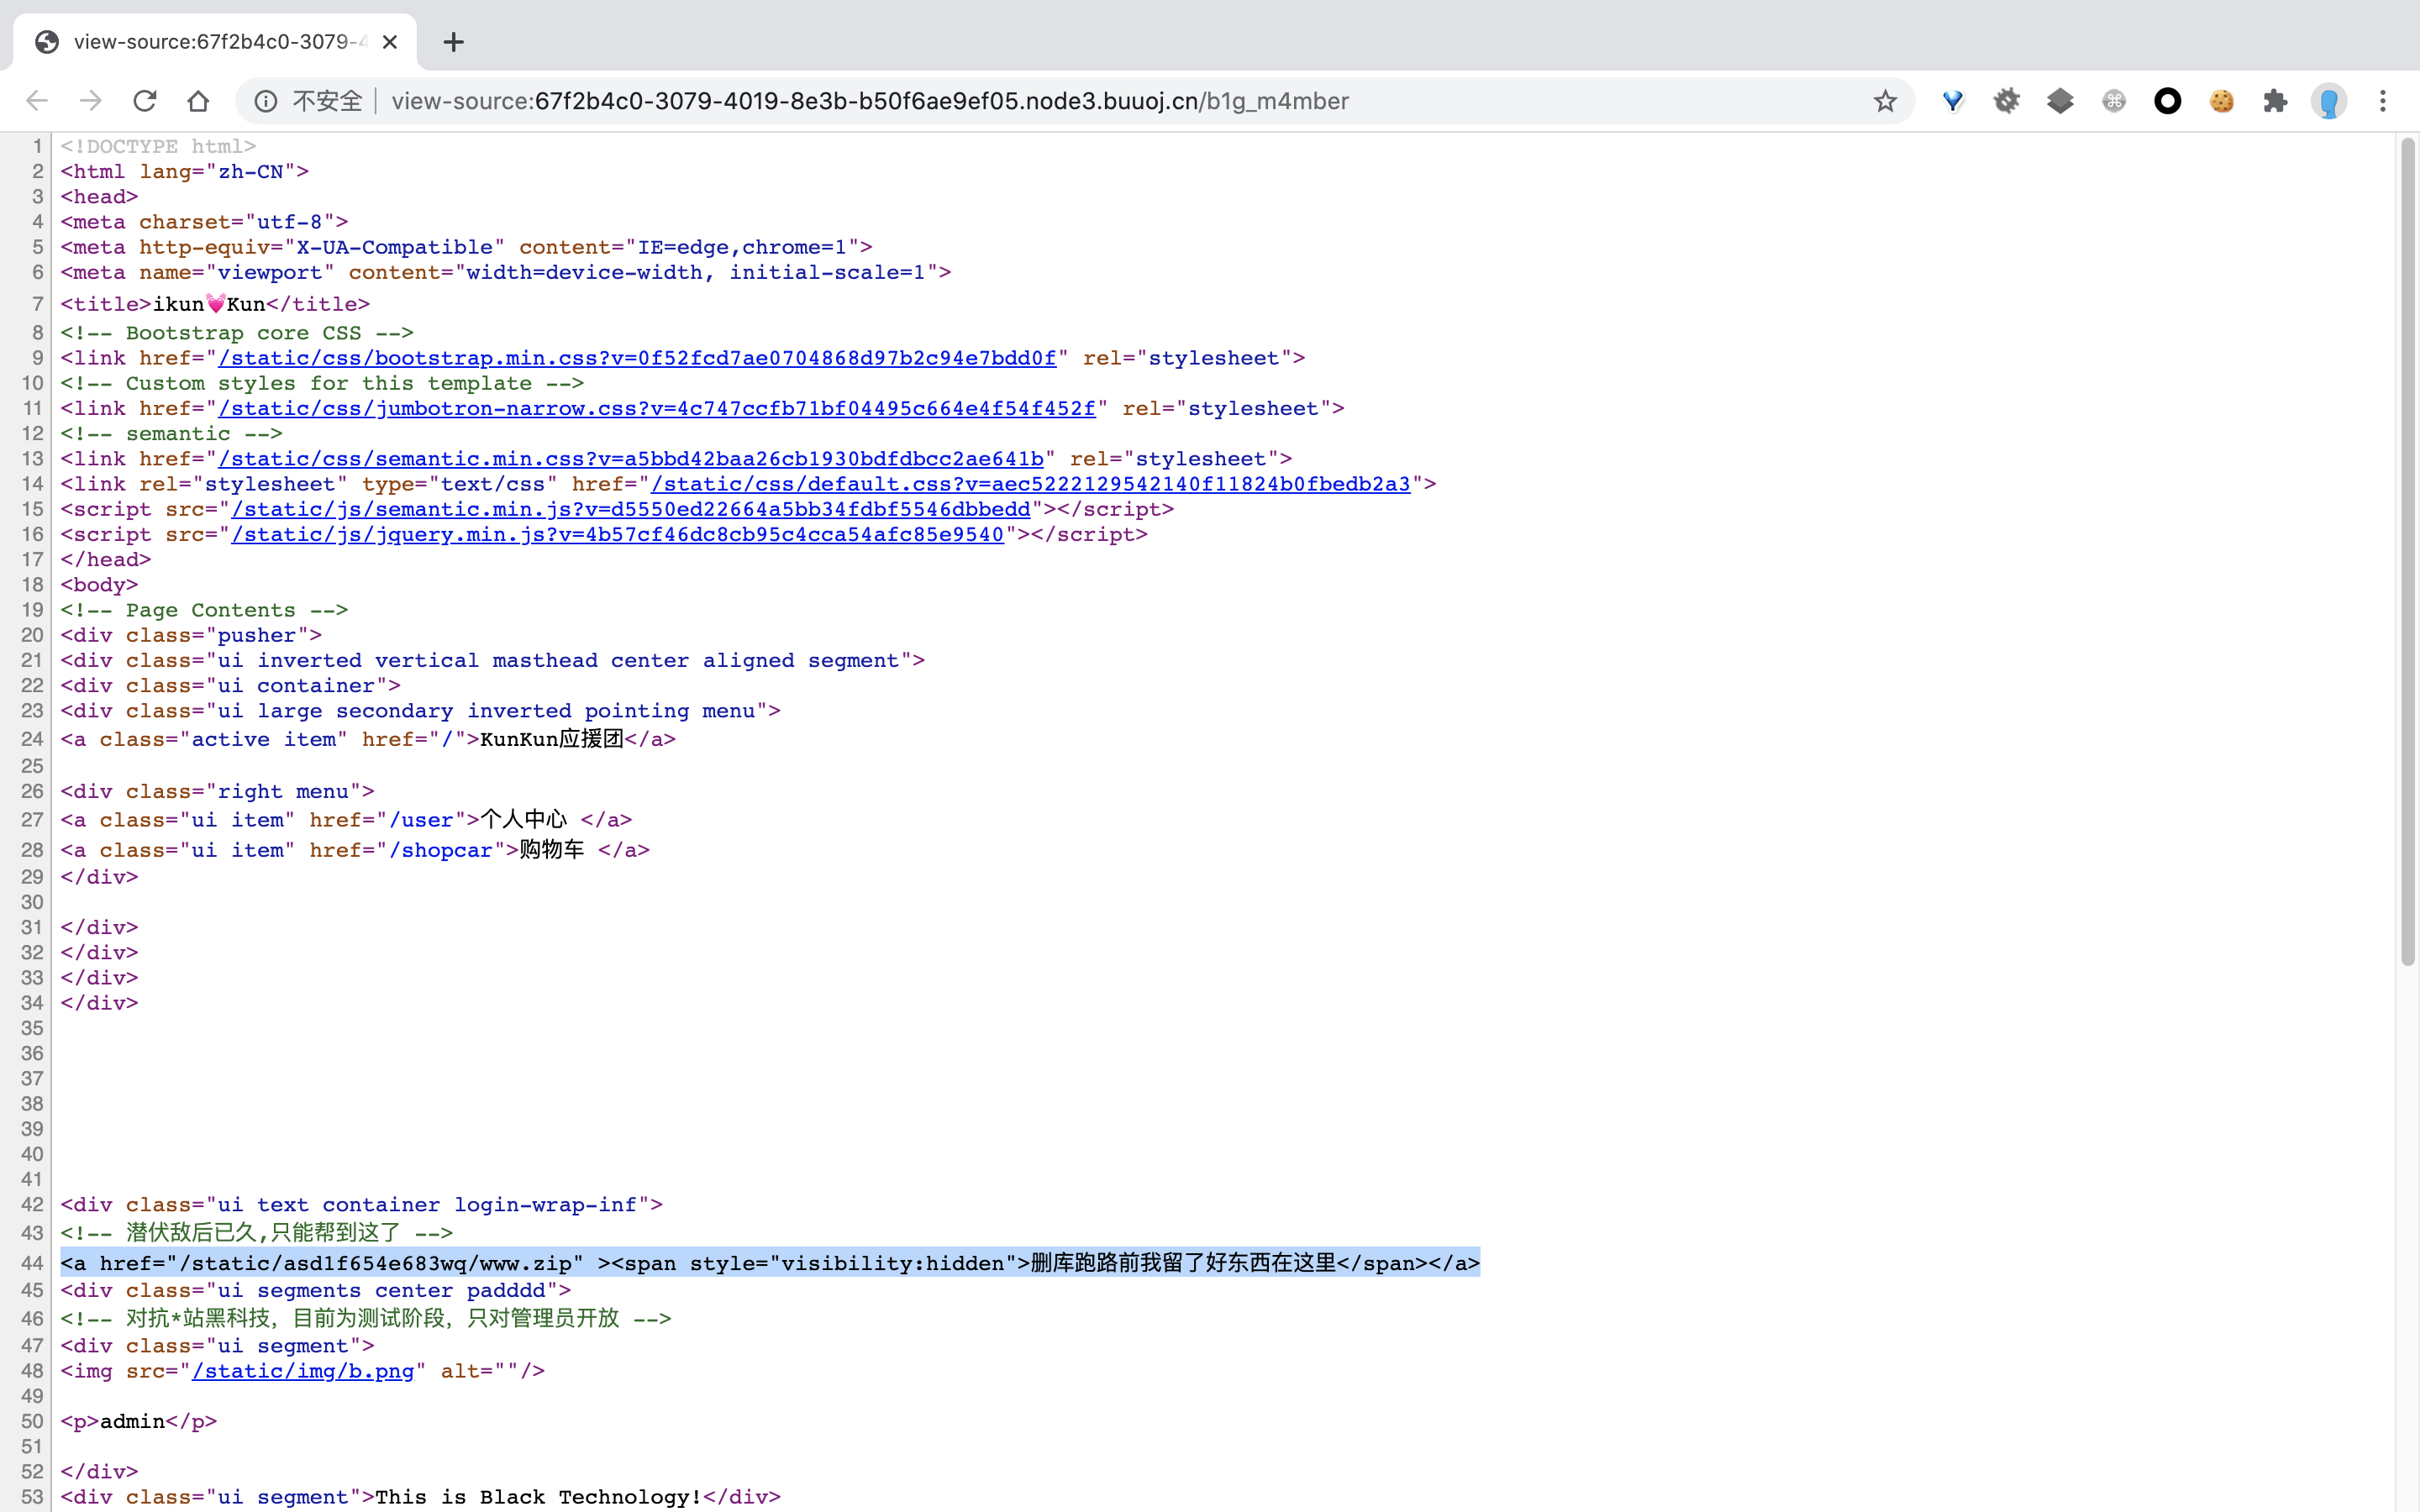 view-source:67f2b4c0-3079-4
不安全 view-source:67f2b4c0-3079-4019-8e3b-b50f6ae9ef05.node3.buuoj.cn/b1g_m4mber
1 <!DOCTYPE html>
2 <html lang="zh-CN">
3 <head>
4 <meta charset="utf-8">
5 <meta http-equiv="X-UA-Compatible" content="IE=edge,chrome=1">
6 <meta name="viewport" content="width=device-width, initial-scale=1">
7 <title>ikun💓Kun</title>
8 <!-- Bootstrap core CSS -->
9 <link href="/static/css/bootstrap.min.css?v=0f52fcd7ae0704868d97b2c94e7bdd0f" rel="stylesheet">
10 <!-- Custom styles for this template -->
11 <link href="/static/css/jumbotron-narrow.css?v=4c747ccfb71bf04495c664e4f54f452f" rel="stylesheet">
12 <!-- semantic -->
13 <link href="/static/css/semantic.min.css?v=a5bbd42baa26cb1930bdfdbcc2ae641b" rel="stylesheet">
14 <link rel="stylesheet" type="text/css" href="/static/css/default.css?v=aec5222129542140f11824b0fbedb2a3">
15 <script src="/static/js/semantic.min.js?v=d5550ed22664a5bb34fdbf5546dbbedd"></script>
16 <script src="/static/js/jquery.min.js?v=4b57cf46dc8cb95c4cca54afc85e9540"></script>
17 </head>
18 <body>
19 <!-- Page Contents -->
20 <div class="pusher">
21 <div class="ui inverted vertical masthead center aligned segment">
22 <div class="ui container">
23 <div class="ui large secondary inverted pointing menu">
24 <a class="active item" href="/">KunKun应援团</a>
25
26 <div class="right menu">
27 <a class="ui item" href="/user">个人中心 </a>
28 <a class="ui item" href="/shopcar">购物车 </a>
29 </div>
30
31 </div>
32 </div>
33 </div>
34 </div>
35
36
37
38
39
40
41
42 <div class="ui text container login-wrap-inf">
43 <!-- 潜伏敌后已久,只能帮到这了 -->
44 <a href="/static/asd1f654e683wq/www.zip" ><span style="visibility:hidden">删库跑路前我留了好东西在这里</span></a>
45 <div class="ui segments center padddd">
46 <!-- 对抗*站黑科技，目前为测试阶段，只对管理员开放 -->
47 <div class="ui segment">
48 <img src="/static/img/b.png" alt=""/>
49
50 <p>admin</p>
51
52 </div>
53 <div class="ui segment">This is Black Technology!</div>